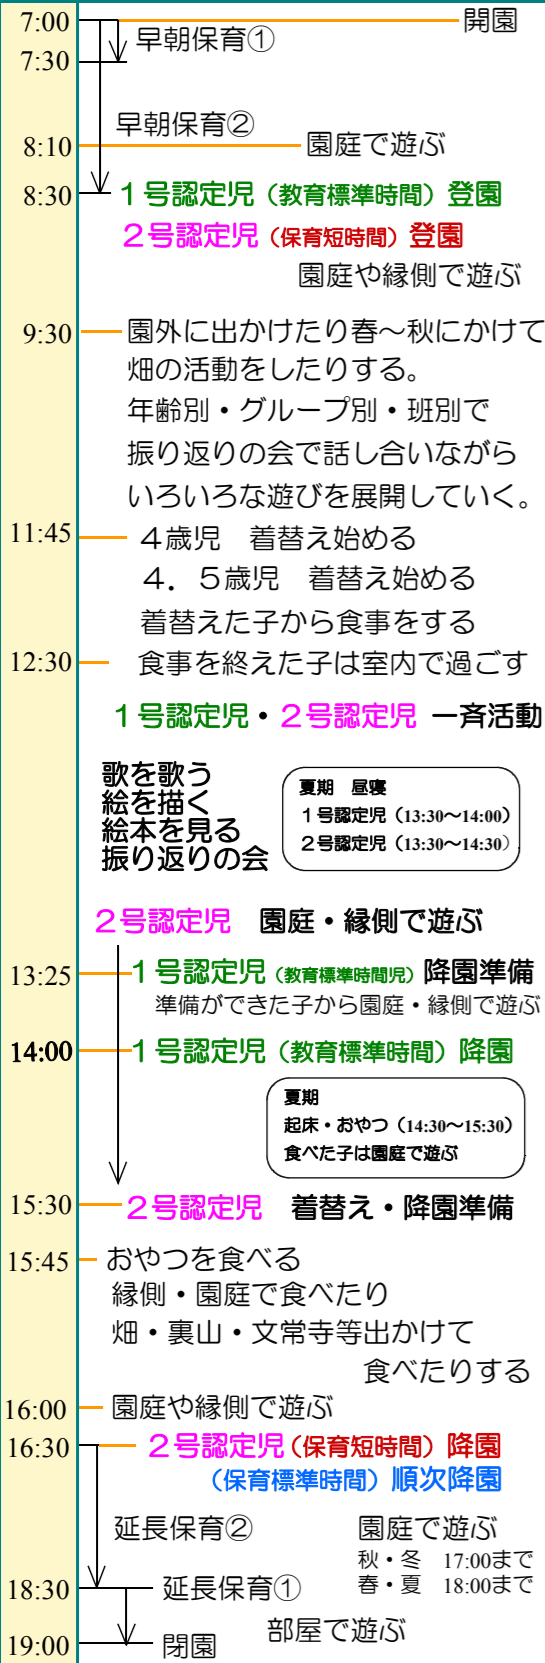 7:00 開園
早朝保育①
7:30
早朝保育②
8:10 園庭で遊ぶ
8:30 1号認定児（教育標準時間）登園
2号認定児（保育短時間）登園
園庭や縁側で遊ぶ
9:30 園外に出かけたり春～秋にかけて
畑の活動をしたりする。
年齢別・グループ別・班別で
振り返りの会で話し合いながら
いろいろな遊びを展開していく。
11:45 4歳児 着替え始める
4．5歳児 着替え始める
着替えた子から食事をする
12:30 食事を終えた子は室内で過ごす
1号認定児・2号認定児 一斉活動
歌を歌う
絵を描く
絵本を見る
振り返りの会
夏期 昼寝
1号認定児（13:30～14:00）
2号認定児（13:30～14:30）
2号認定児 園庭・縁側で遊ぶ
13:25 1号認定児（教育標準時間児）降園準備
準備ができた子から園庭・縁側で遊ぶ
14:00 1号認定児（教育標準時間）降園
夏期
起床・おやつ（14:30～15:30）
食べた子は園庭で遊ぶ
15:30 2号認定児 着替え・降園準備
15:45 おやつを食べる
縁側・園庭で食べたり
畑・裏山・文常寺等出かけて
食べたりする
16:00 園庭や縁側で遊ぶ
16:30 2号認定児（保育短時間）降園
（保育標準時間）順次降園
延長保育② 園庭で遊ぶ
秋・冬 17:00まで
春・夏 18:00まで
18:30 延長保育①
部屋で遊ぶ
19:00 閉園